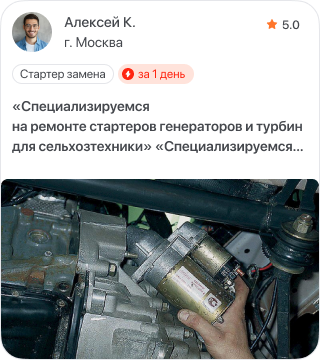 Алексей К.
5.0
г. Москва
Стартер замена
за 1 день
«Специализируемся
на ремонте стартеров генераторов и турбин
для сельхозтехники» «Специализируемся...